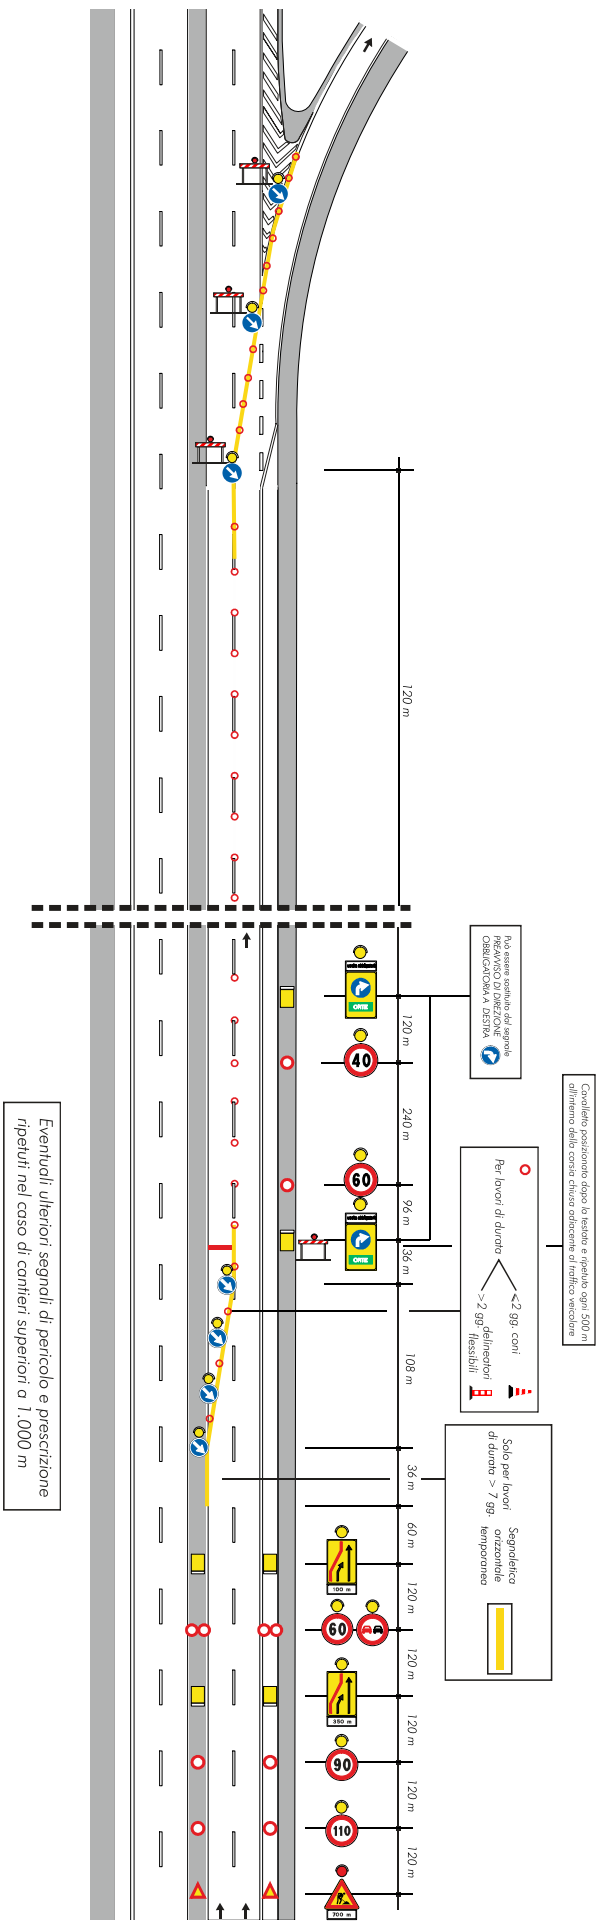 120 m
Può essere sostituito dal segnale
PREAVVISO DI DIREZIONE
OBBLIGATORIA A DESTRA
ORTE
120 m
40
240 m
60
96 m
ORTE
36 m
Cavalletto posizionato dopo la testata e ripetuto ogni 500 m
all'interno della corsia chiusa adiacente al traffico veicolare
Per lavori di durata
<2 gg. coni
>2 gg. delineatori
flessibili
108 m
36 m
Solo per lavori
di durata > 7 gg.
Segnaletica
orizzontale
temporanea
60 m
100 m
120 m
60
120 m
350 m
120 m
90
120 m
110
120 m
700 m
Eventuali ulteriori segnali di pericolo e prescrizione
ripetuti nel caso di cantieri superiori a 1.000 m